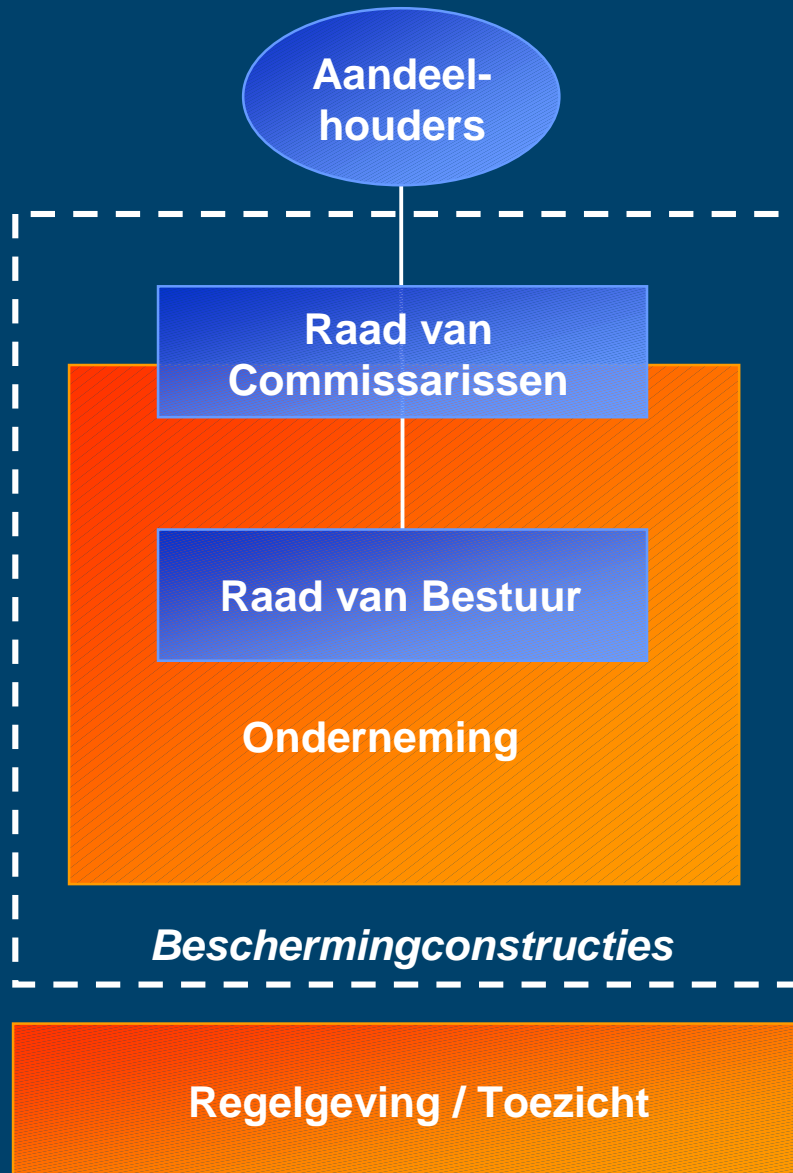 Aandeel-
houders
Raad van
Commissarissen
Raad van Bestuur
Onderneming
Beschermingconstructies
Regelgeving / Toezicht